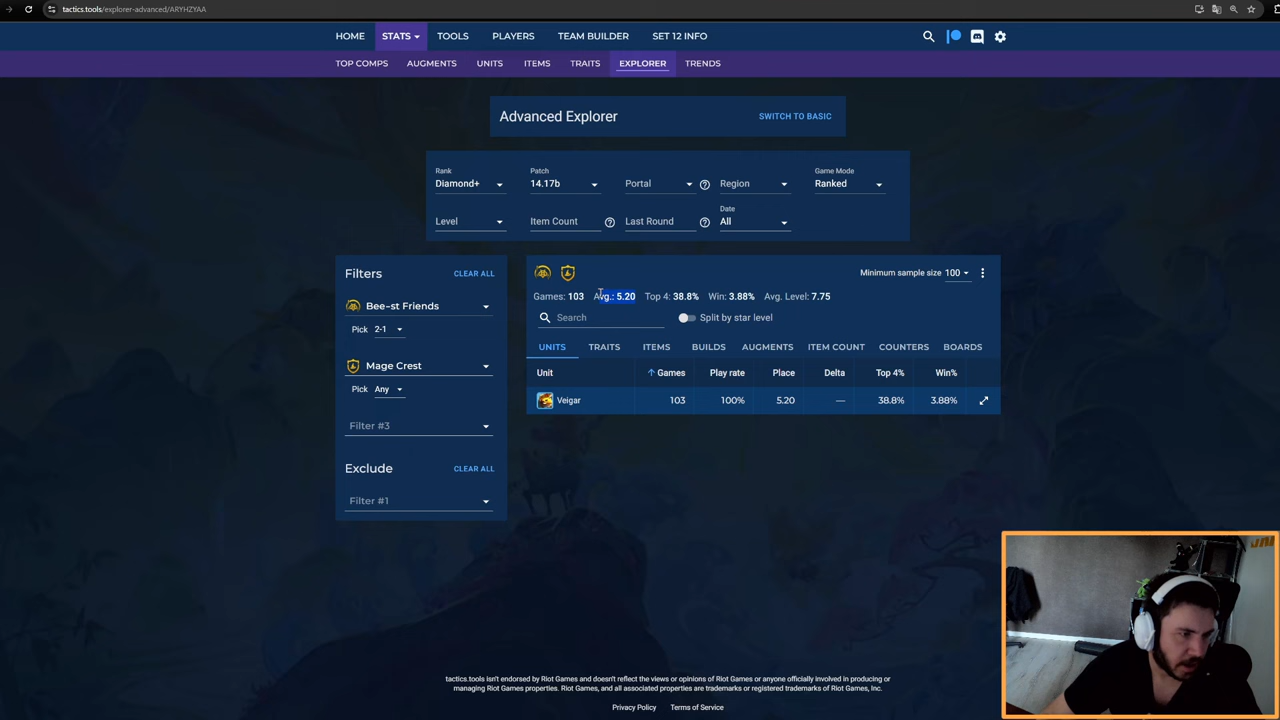 tactics.tools/explorer-advanced/ARYHZYAA
HOME STATS TOOLS PLAYERS TEAM BUILDER SET 12 INFO
TOP COMPS AUGMENTS UNITS ITEMS TRAITS EXPLORER TRENDS
Advanced Explorer SWITCH TO BASIC
Rank Patch Game Mode
Diamond+ 14.17b Portal Region Ranked
Date
Level Item Count Last Round All
Filters CLEAR ALL
Bee-st Friends
Pick 2-1
Mage Crest
Pick Any
Filter #3
Exclude CLEAR ALL
Filter #1
Minimum sample size 100
Games: 103 Avg.: 5.20 Top 4: 38.8% Win: 3.88% Avg. Level: 7.75
Search Split by star level
UNITS TRAITS ITEMS BUILDS AUGMENTS ITEM COUNT COUNTERS BOARDS
Unit Games Play rate Place Delta Top 4% Win%
Veigar 103 100% 5.20 — 38.8% 3.88%
tactics.tools isn't endorsed by Riot Games and doesn't reflect the views or opinions of Riot Games or anyone officially involved in producing or
managing Riot Games properties. Riot Games, and all associated properties are trademarks or registered trademarks of Riot Games, Inc.
Privacy Policy Terms of Service